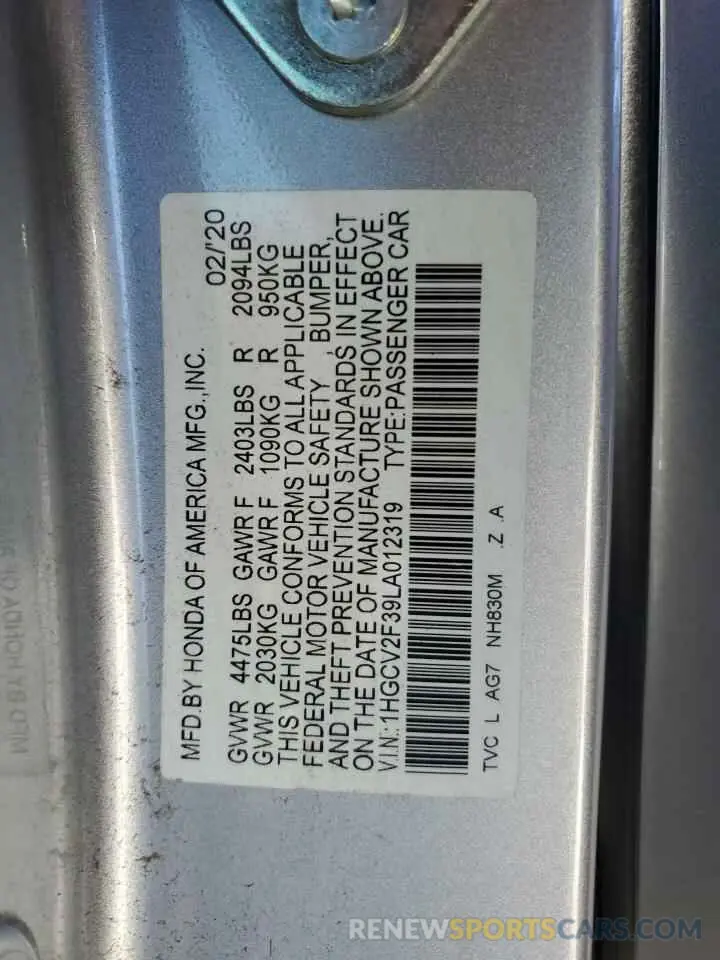 MFD.BY HONDA OF AMERICA MFG.,INC. 02/'20
GVWR 4475LBS GAWR F 2403LBS R 2094LBS
GVWR 2030KG GAWR F 1090KG R 950KG
THIS VEHICLE CONFORMS TO ALL APPLICABLE
FEDERAL MOTOR VEHICLE SAFETY , BUMPER,
AND THEFT PREVENTION STANDARDS IN EFFECT
ON THE DATE OF MANUFACTURE SHOWN ABOVE.
V.I.N.:1HGCV2F39LA012319 TYPE:PASSENGER CAR
TVC L AG7 NH830M .Z .A
RENEWSPORTSCARS.COM